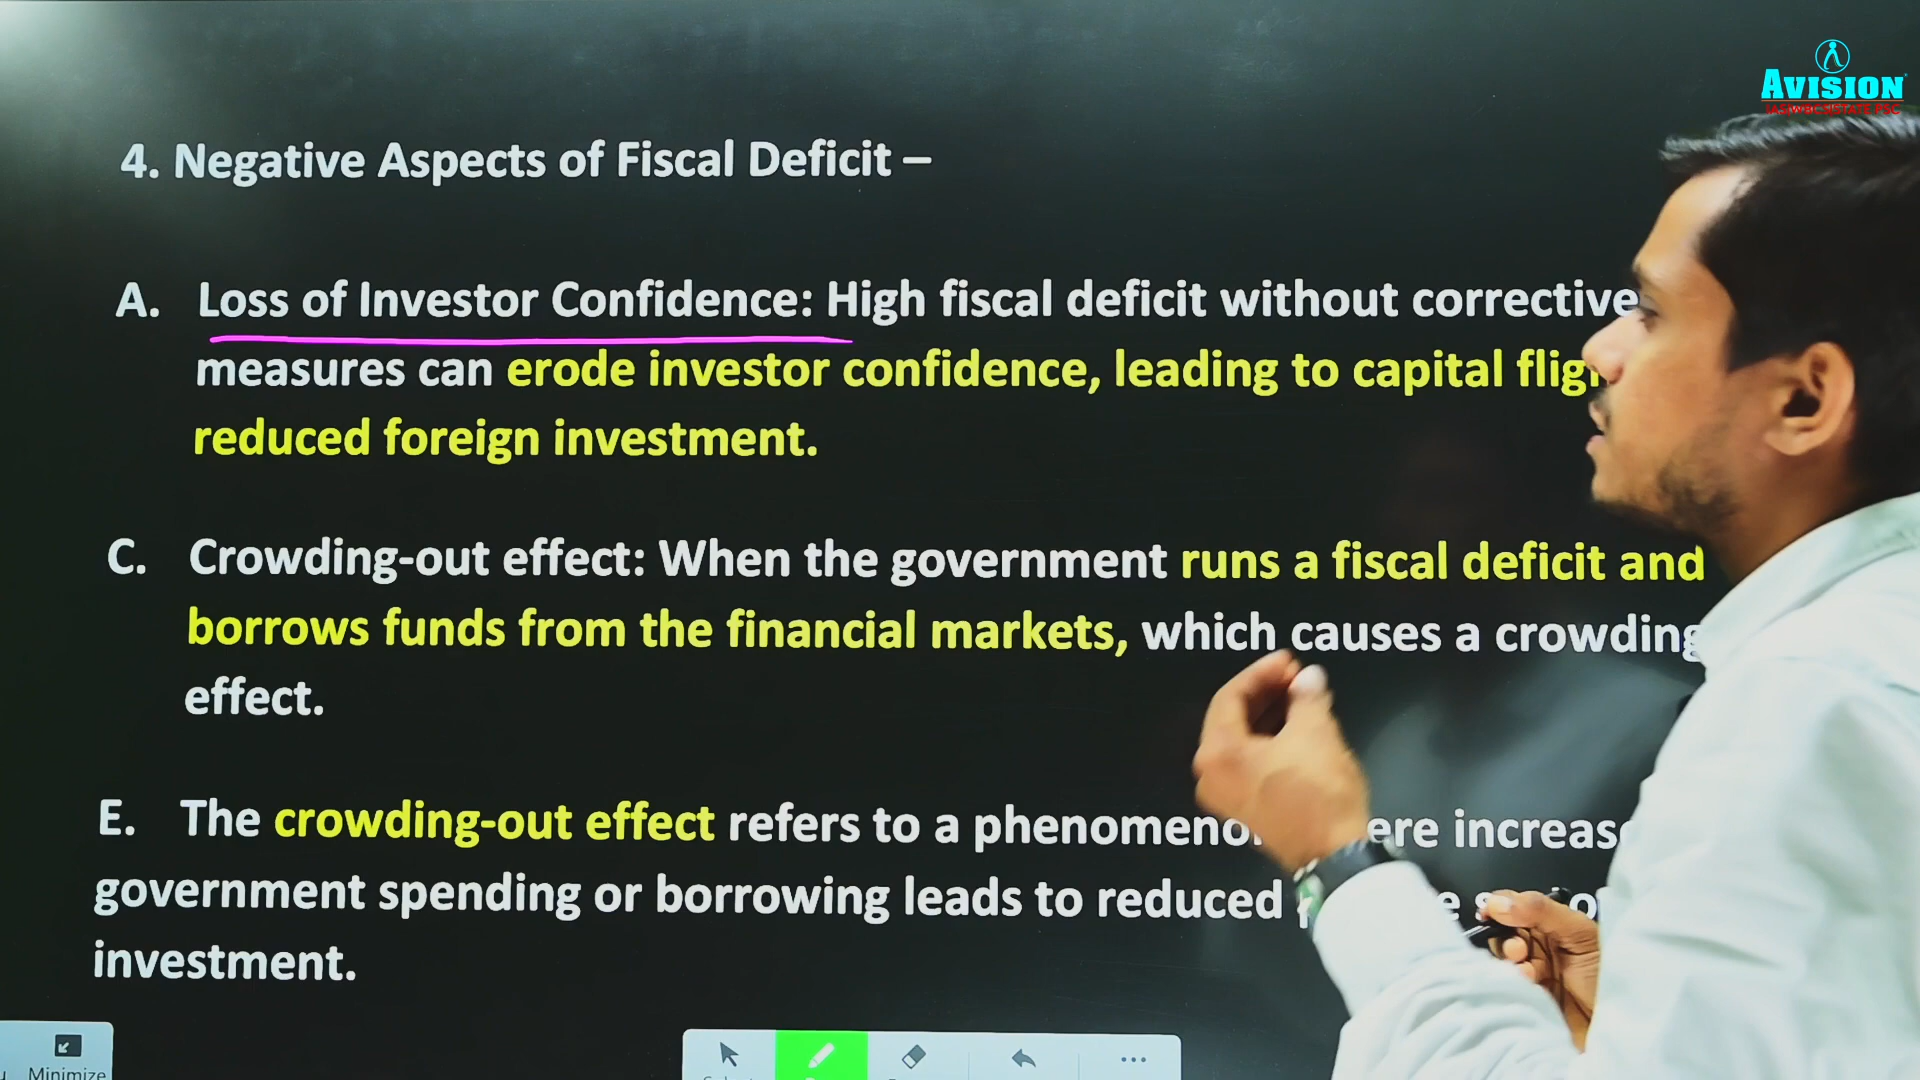 AVISION
4. Negative Aspects of Fiscal Deficit –
A. Loss of Investor Confidence: High fiscal deficit without corrective
measures can erode investor confidence, leading to capital
reduced foreign investment.
C. Crowding-out effect: When the government runs a fiscal deficit and
borrows funds from the financial markets, which causes a crowding
effect.
E. The crowding-out effect refers to a increase
government spending or borrowing leads to reduced
investment.
Minimize